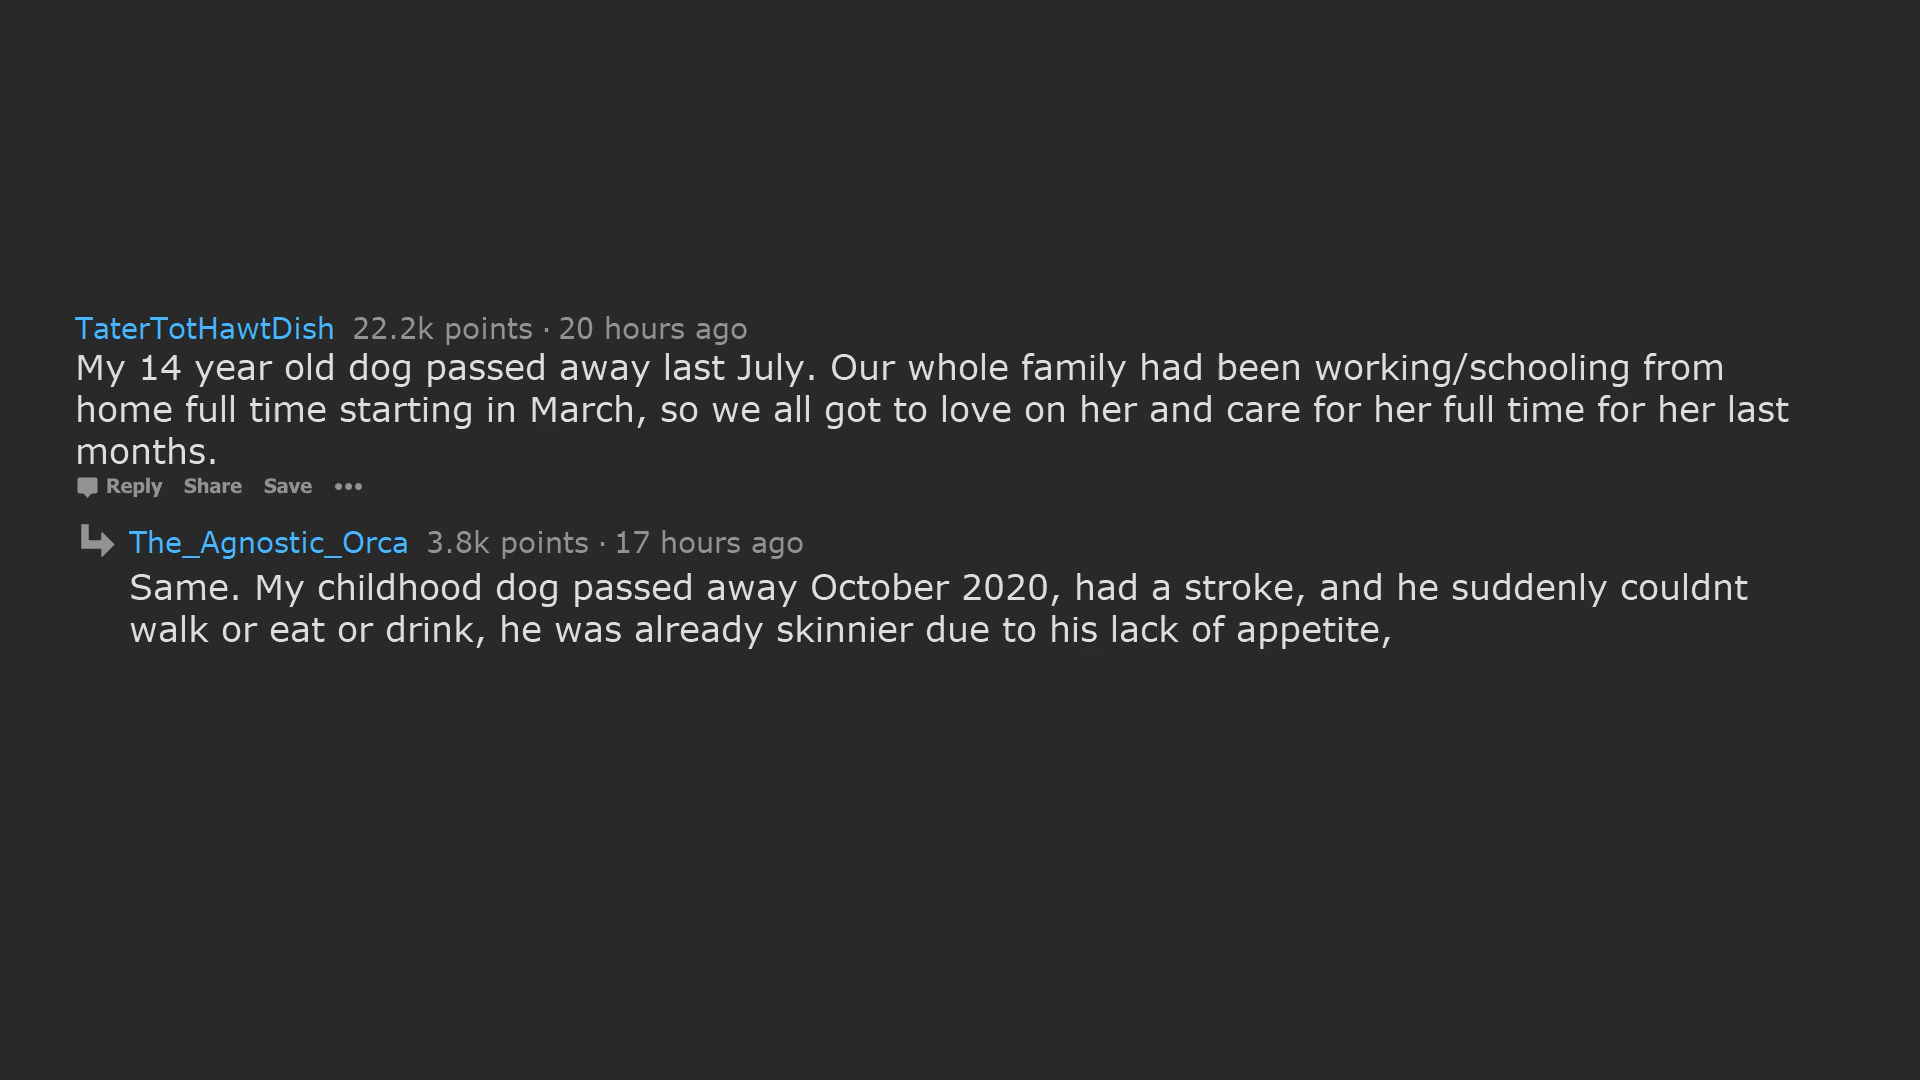 TaterTotHawtDish 22.2k points · 20 hours ago
My 14 year old dog passed away last July. Our whole family had been working/schooling from
home full time starting in March, so we all got to love on her and care for her full time for her last
months.
Reply Share Save •••
The_Agnostic_Orca 3.8k points · 17 hours ago
Same. My childhood dog passed away October 2020, had a stroke, and he suddenly couldnt
walk or eat or drink, he was already skinnier due to his lack of appetite,